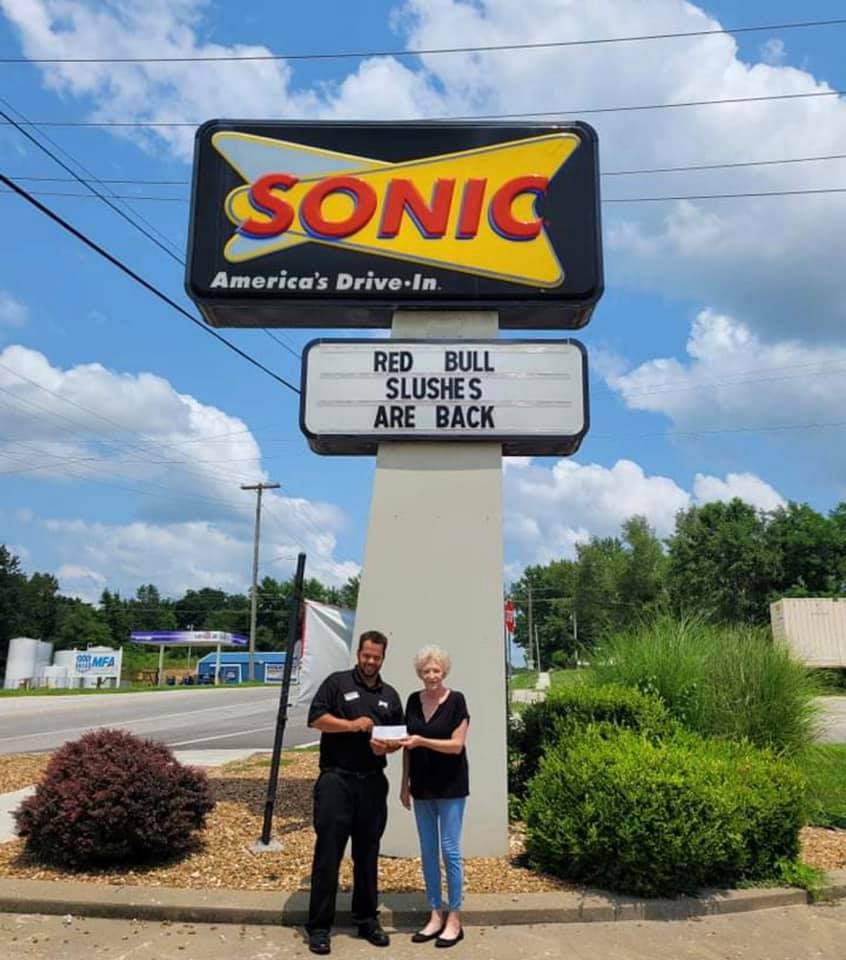 SONIC
America's Drive-In.
RED BULL
SLUSHES
ARE BACK
MFA